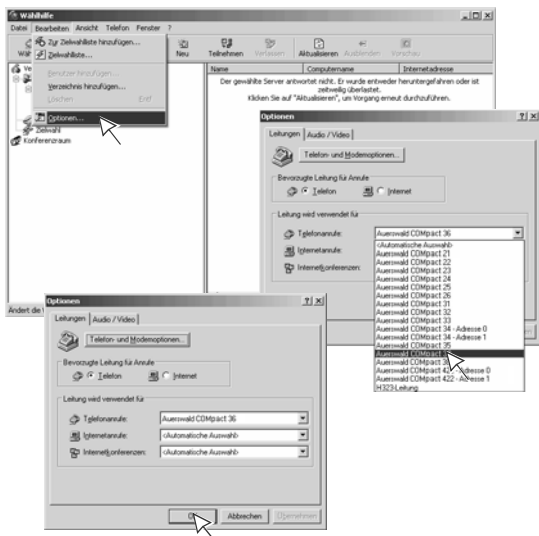 Wählhilfe
Datei Bearbeiten Ansicht Telefon Fenster ?
Zur Zielwahlliste hinzufügen...
Zielwahlliste...
Benutzer hinzufügen...
Verzeichnis hinzufügen...
Löschen Entf
Optionen...
Neu Teilnehmen Verlassen Aktualisieren Ausblenden Vorschau
Name Computername Internetadresse
Der gewählte Server antwortet nicht. Er wurde entweder heruntergefahren oder ist
zeitweilig überlastet.
Klicken Sie auf "Aktualisieren", um Vorgang erneut durchzuführen.
Zielwahl
Konferenzraum
Ändert die
Optionen
Leitungen Audio / Video
Telefon- und Modemoptionen...
Bevorzugte Leitung für Anrufe
Telefon Internet
Leitung wird verwendet für
Telefonanrufe: Auerswald COMpact 36
Internetanrufe:
Internetkonferenzen:
<Automatische Auswahl>
Auerswald COMpact 21
Auerswald COMpact 22
Auerswald COMpact 23
Auerswald COMpact 24
Auerswald COMpact 25
Auerswald COMpact 26
Auerswald COMpact 31
Auerswald COMpact 32
Auerswald COMpact 33
Auerswald COMpact 34 - Adresse 0
Auerswald COMpact 34 - Adresse 1
Auerswald COMpact 35
Auerswald COMpact
Auerswald COMpact
Auerswald COMpact 42 - Adresse 0
Auerswald COMpact 422 - Adresse 1
H323-Leitung
Optionen
Leitungen Audio / Video
Telefon- und Modemoptionen...
Bevorzugte Leitung für Anrufe
Telefon Internet
Leitung wird verwendet für
Telefonanrufe: Auerswald COMpact 36
Internetanrufe: <Automatische Auswahl>
Internetkonferenzen: <Automatische Auswahl>
Abbrechen Übernehmen